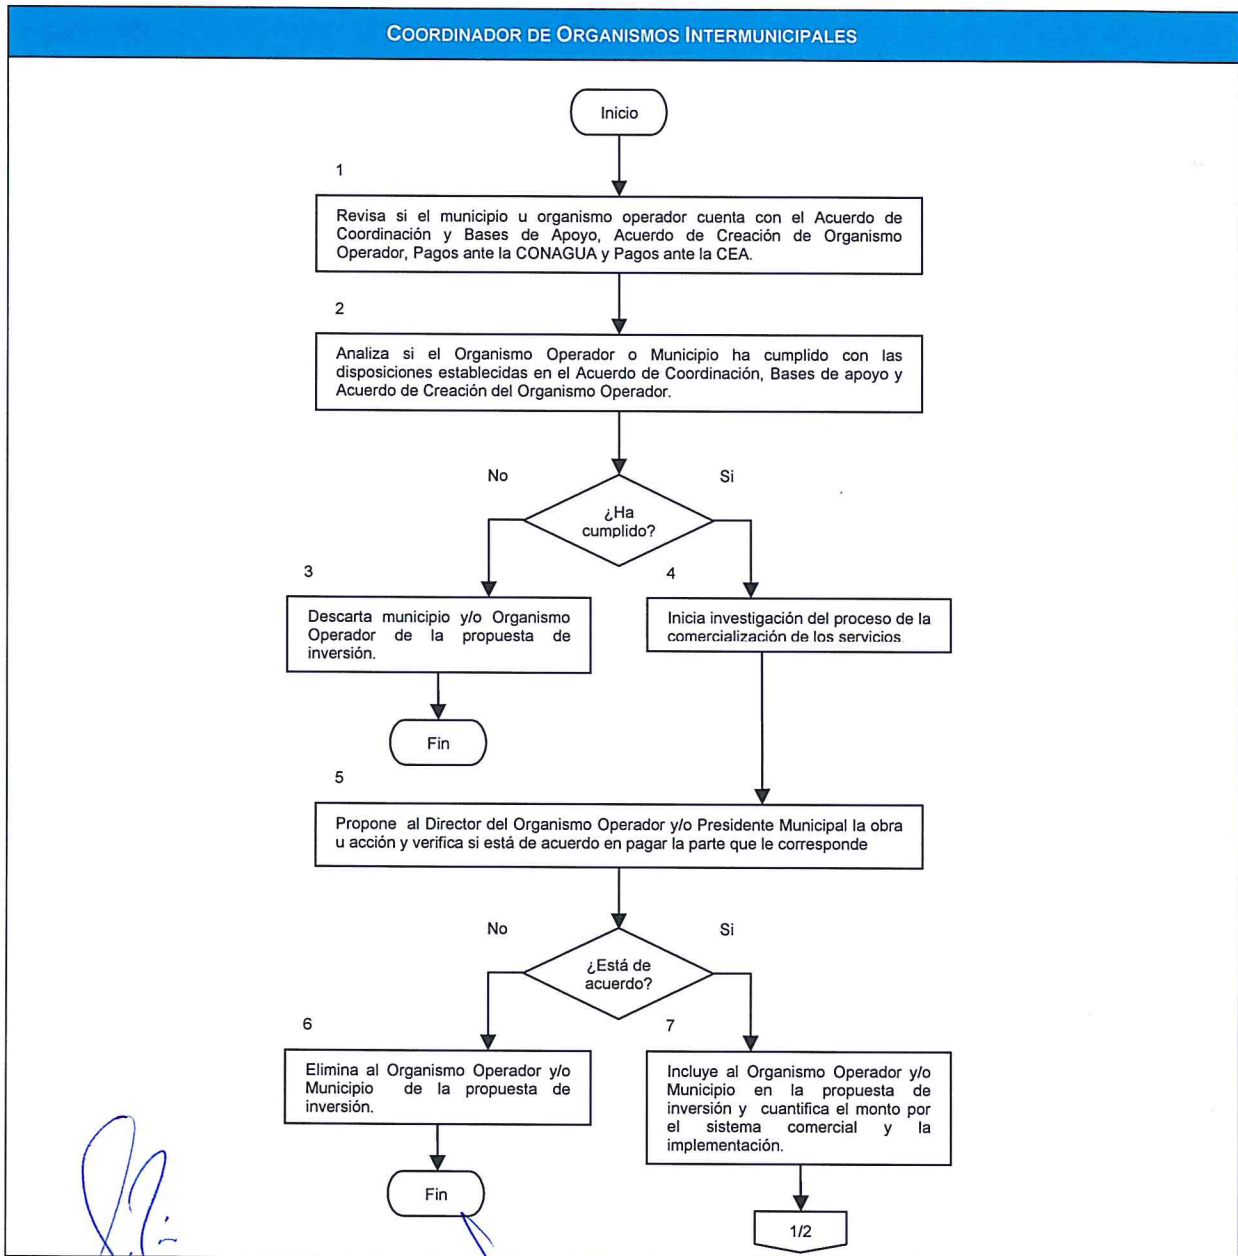 COORDINADOR DE ORGANISMOS INTERMUNICIPALES
Inicio
1
Revisa si el municipio u organismo operador cuenta con el Acuerdo de
Coordinación y Bases de Apoyo, Acuerdo de Creación de Organismo
Operador, Pagos ante la CONAGUA y Pagos ante la CEA.
2
Analiza si el Organismo Operador o Municipio ha cumplido con las
disposiciones establecidas en el Acuerdo de Coordinación, Bases de apoyo y
Acuerdo de Creación del Organismo Operador.
No
Si
¿Ha
cumplido?
3
Descarta municipio y/o Organismo
Operador de la propuesta de
inversión.
4
Inicia investigación del proceso de la
comercialización de los servicios.
Fin
5
Propone al Director del Organismo Operador y/o Presidente Municipal la obra
u acción y verifica si está de acuerdo en pagar la parte que le corresponde
No
Si
¿Está de
acuerdo?
6
Elimina al Organismo Operador y/o
Municipio de la propuesta de
inversión.
7
Incluye al Organismo Operador y/o
Municipio en la propuesta de
inversión y cuantifica el monto por
el sistema comercial y la
implementación.
Fin
1/2